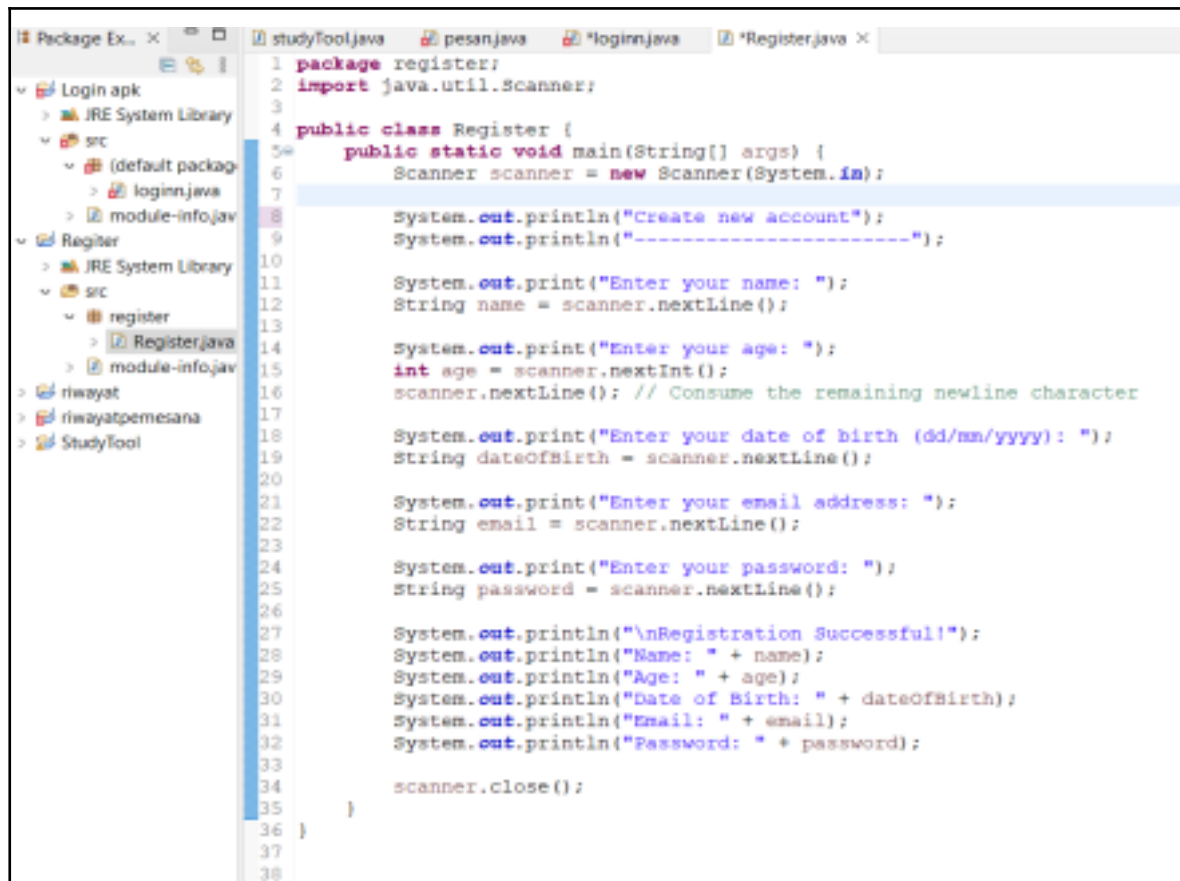 Package Ex...
studyTool.java pesan.java *loginn.java *Register.java
Login apk
JRE System Library
src
(default packag
loginn.java
module-info.jav
Regiter
JRE System Library
src
register
Register.java
module-info.jav
riwayat
riwayatpemesana
StudyTool
1 package register;
2 import java.util.Scanner;
3
4 public class Register {
5 public static void main(String[] args) {
6 Scanner scanner = new Scanner(System.in);
7
8 System.out.println("Create new account");
9 System.out.println("-----------------------");
10
11 System.out.print("Enter your name: ");
12 String name = scanner.nextLine();
13
14 System.out.print("Enter your age: ");
15 int age = scanner.nextInt();
16 scanner.nextLine(); // Consume the remaining newline character
17
18 System.out.print("Enter your date of birth (dd/mm/yyyy): ");
19 String dateOfBirth = scanner.nextLine();
20
21 System.out.print("Enter your email address: ");
22 String email = scanner.nextLine();
23
24 System.out.print("Enter your password: ");
25 String password = scanner.nextLine();
26
27 System.out.println("\nRegistration Successful!");
28 System.out.println("Name: " + name);
29 System.out.println("Age: " + age);
30 System.out.println("Date of Birth: " + dateOfBirth);
31 System.out.println("Email: " + email);
32 System.out.println("Password: " + password);
33
34 scanner.close();
35 }
36 }
37
38